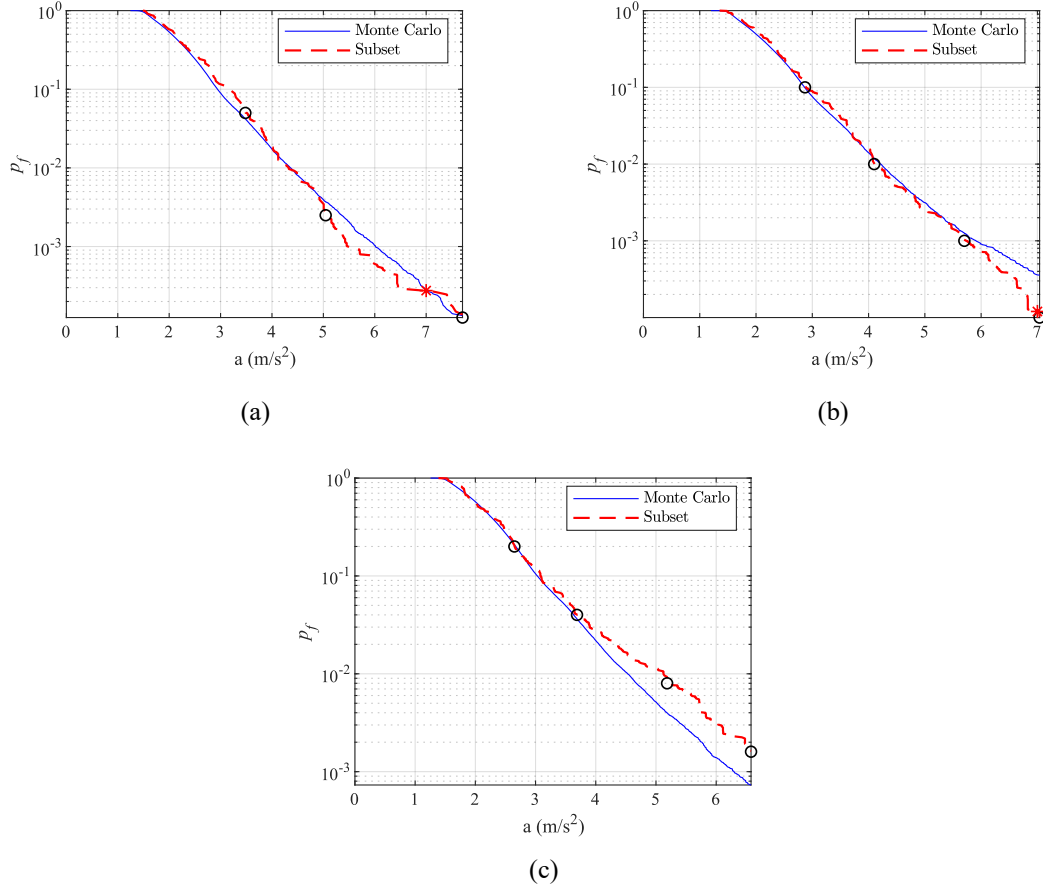 10^0
10^-1
10^-2
10^-3
p_f
0 1 2 3 4 5 6 7
a (m/s^2)
Monte Carlo
Subset
(a)
10^0
10^-1
10^-2
10^-3
p_f
0 1 2 3 4 5 6 7
a (m/s^2)
Monte Carlo
Subset
(b)
10^0
10^-1
10^-2
10^-3
p_f
0 1 2 3 4 5 6
a (m/s^2)
Monte Carlo
Subset
(c)